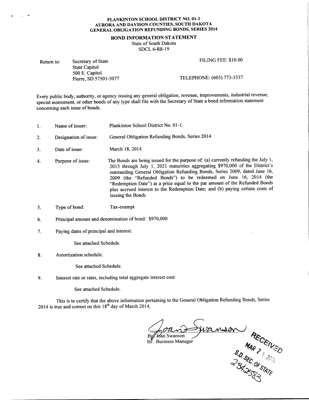 PLANKINTON SCHOOL DISTRICT NO. 01-1
AURORA AND DAVISON COUNTIES, SOUTH DAKOTA
GENERAL OBLIGATION REFUNDING BONDS, SERIES 2014
BOND INFORMATION STATEMENT
State of South Dakota
SDCL 6-8B-19
Return to: Secretary of State FILING FEE: $10.00
State Capitol
500 E. Capitol
Pierre, SD 57501-5077 TELEPHONE: (605) 773-3537
Every public body, authority, or agency issuing any general obligation, revenue, improvements, industrial revenue,
special assessment, or other bonds of any type shall file with the Secretary of State a bond information statement
concerning each issue of bonds.
1. Name of issuer: Plankinton School District No. 01-1.
2. Designation of issue: General Obligation Refunding Bonds, Series 2014
3. Date of issue: March 18, 2014
4. Purpose of issue: The Bonds are being issued for the purpose of: (a) currently refunding the July 1,
2015 through July 1, 2021 maturities aggregating $970,000 of the District's
outstanding General Obligation Refunding Bonds, Series 2009, dated June 16,
2009 (the "Refunded Bonds") to be redeemed on June 16, 2014 (the
"Redemption Date") at a price equal to the par amount of the Refunded Bonds
plus accrued interest to the Redemption Date; and (b) paying certain costs of
issuing the Bonds
5. Type of bond: Tax-exempt
6. Principal amount and denomination of bond: $970,000
7. Paying dates of principal and interest:
See attached Schedule.
8. Amortization schedule:
See attached Schedule.
9. Interest rate or rates, including total aggregate interest cost:
See attached Schedule.
This is to certify that the above information pertaining to the General Obligation Refunding Bonds, Series
2014 is true and correct on this 18th day of March 2014.
Joan Swanson
By: Joan Swanson
Its: Business Manager
RECEIVED
MAR 21
S.D. SEC OF STATE